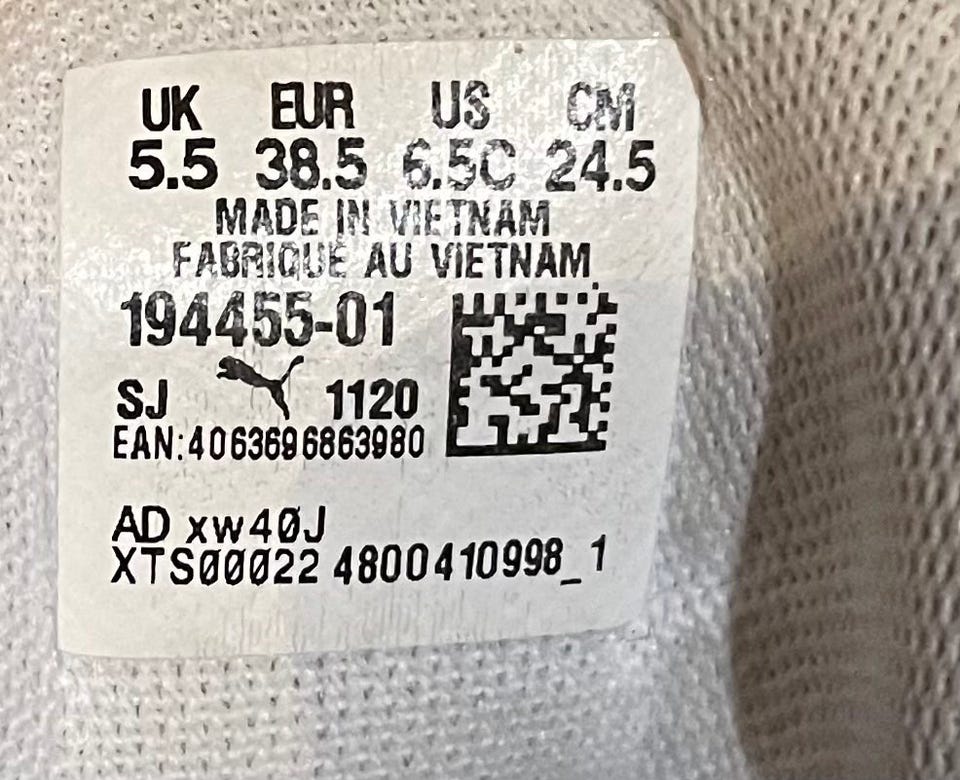 UK EUR US CM
5.5 38.5 6.5C 24.5
MADE IN VIETNAM
FABRIQUÉ AU VIETNAM
194455-01
SJ 1120
EAN:4063696863980
AD xw40J
XTS00022 4800410998_1